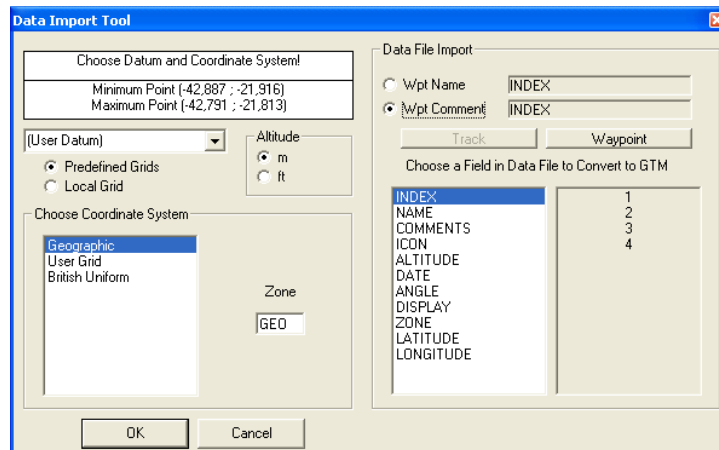 Data Import Tool
Choose Datum and Coordinate System!
Minimum Point (-42,887 ; -21,916)
Maximum Point (-42,791 ; -21,813)
(User Datum)
Predefined Grids
Local Grid
Altitude
m
ft
Choose Coordinate System
Geographic
User Grid
British Uniform
Zone
GEO
OK
Cancel
Data File Import
Wpt Name
INDEX
Wpt Comment
INDEX
Track
Waypoint
Choose a Field in Data File to Convert to GTM
INDEX
NAME
COMMENTS
ICON
ALTITUDE
DATE
ANGLE
DISPLAY
ZONE
LATITUDE
LONGITUDE
1
2
3
4